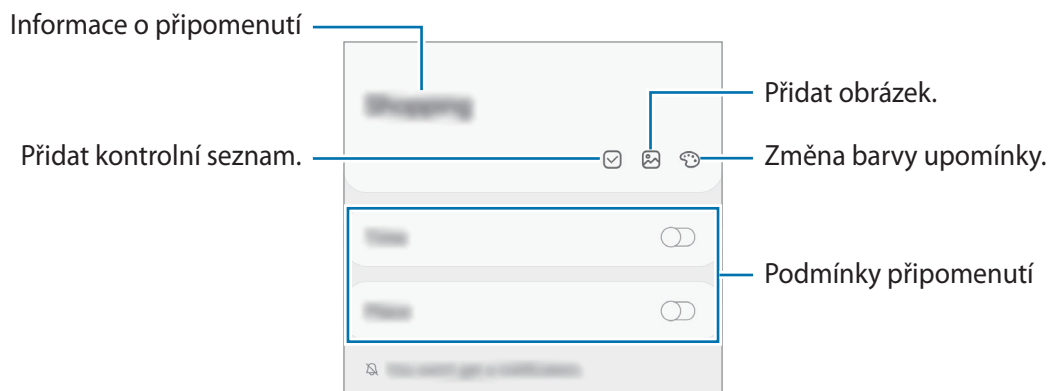 Informace o připomenutí
Přidat obrázek.
Přidat kontrolní seznam.
Změna barvy upomínky.
Podmínky připomenutí